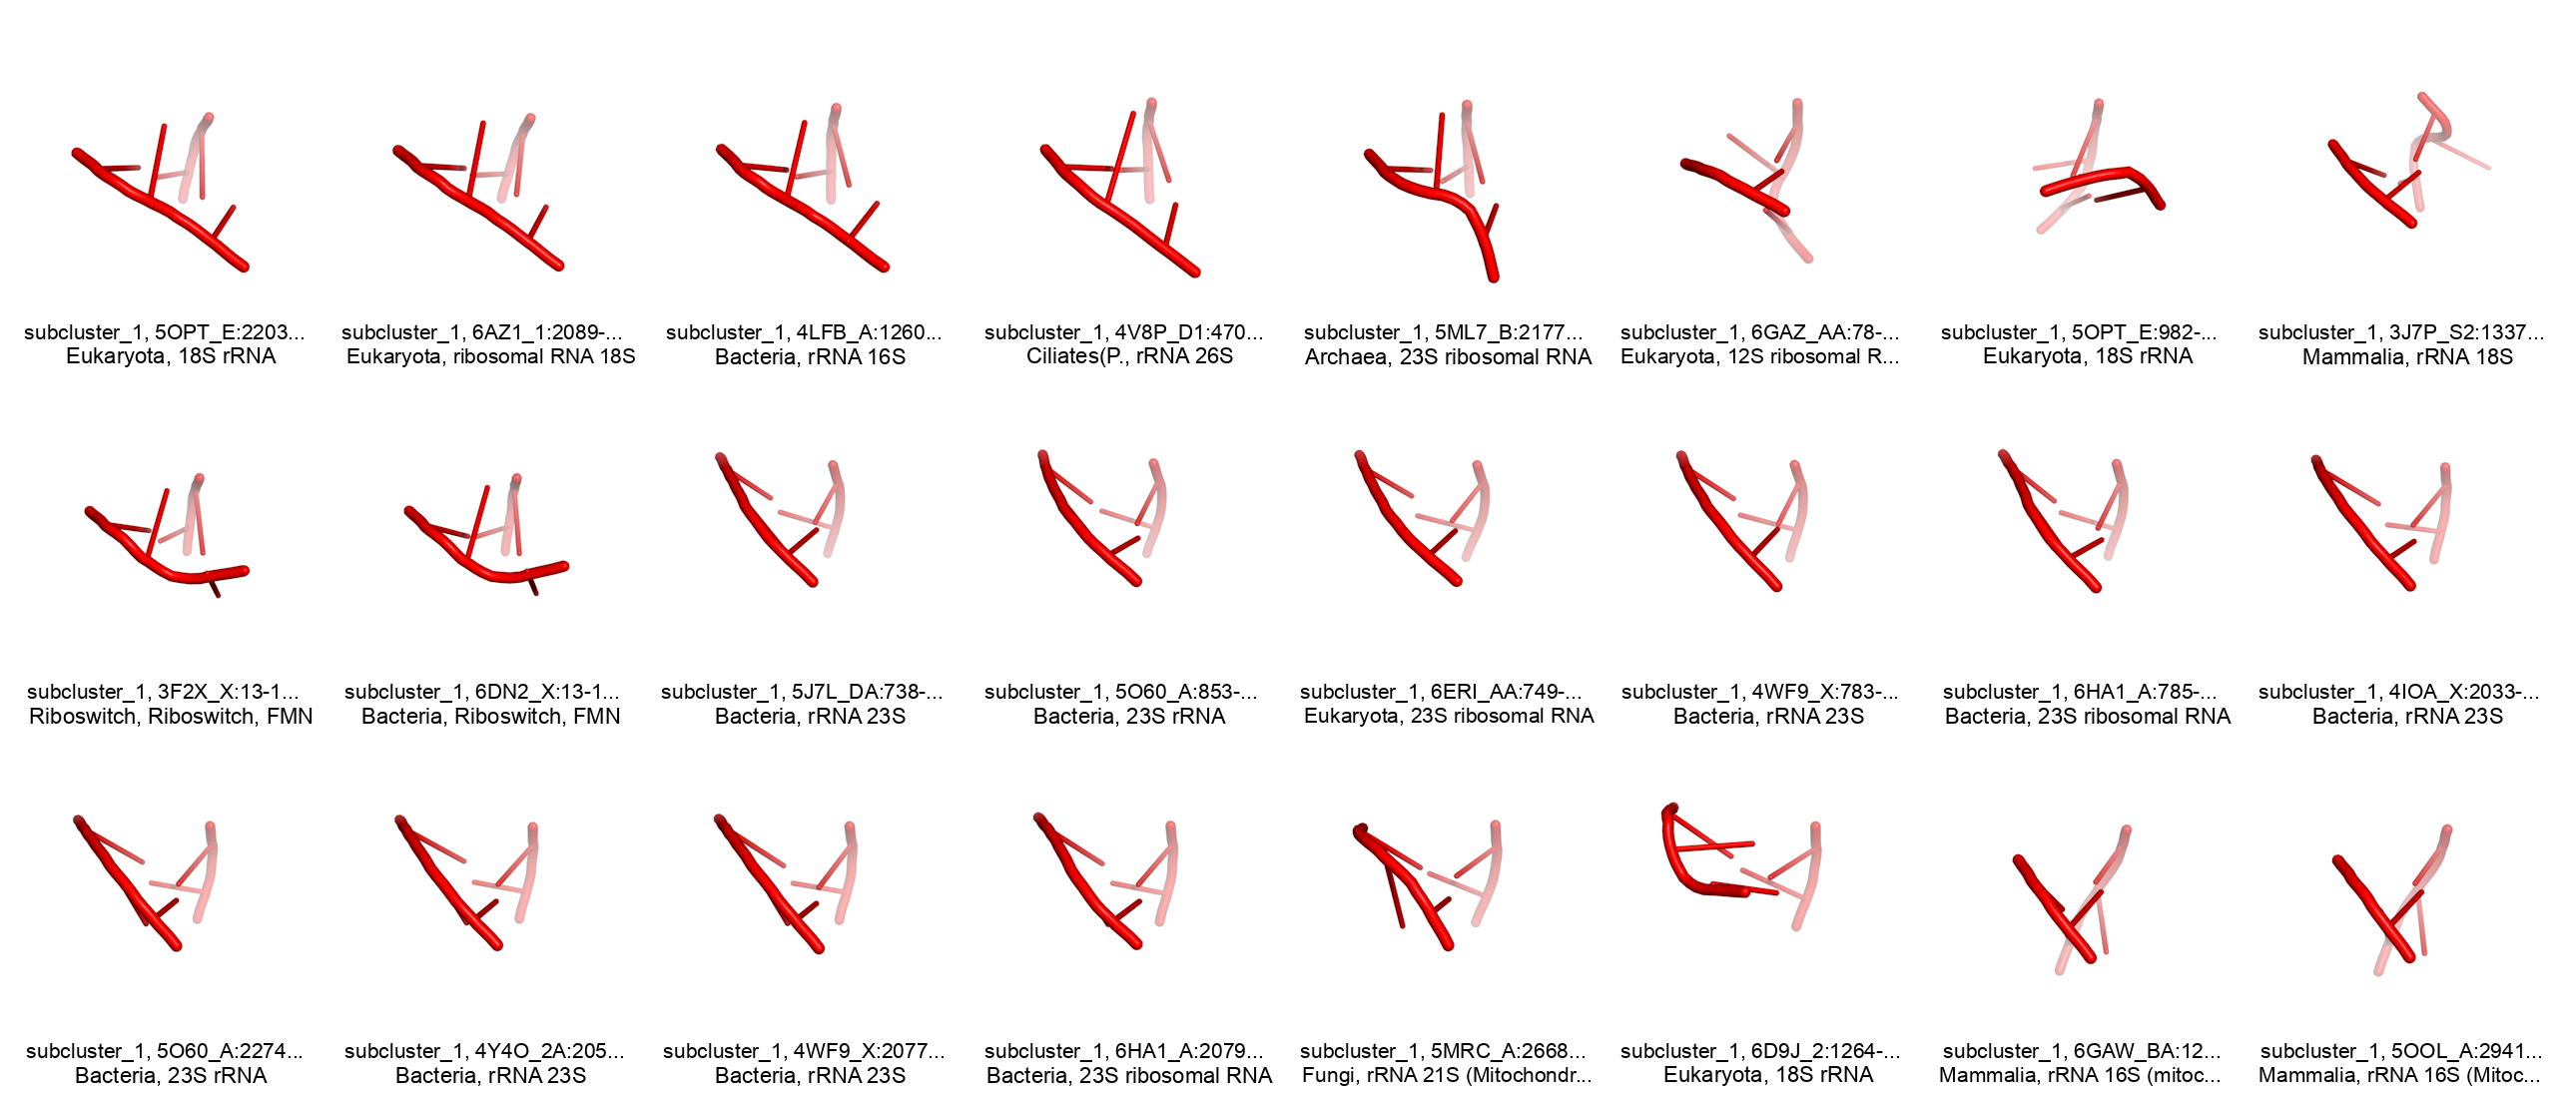 subcluster_1, 5OPT_E:2203...
Eukaryota, 18S rRNA
subcluster_1, 6AZ1_1:2089-...
Eukaryota, ribosomal RNA 18S
subcluster_1, 4LFB_A:1260...
Bacteria, rRNA 16S
subcluster_1, 4V8P_D1:470...
Ciliates(P., rRNA 26S
subcluster_1, 5ML7_B:2177...
Archaea, 23S ribosomal RNA
subcluster_1, 6GAZ_AA:78-...
Eukaryota, 12S ribosomal R...
subcluster_1, 5OPT_E:982-...
Eukaryota, 18S rRNA
subcluster_1, 3J7P_S2:1337...
Mammalia, rRNA 18S
subcluster_1, 3F2X_X:13-1...
Riboswitch, Riboswitch, FMN
subcluster_1, 6DN2_X:13-1...
Bacteria, Riboswitch, FMN
subcluster_1, 5J7L_DA:738-...
Bacteria, rRNA 23S
subcluster_1, 5O60_A:853-...
Bacteria, 23S rRNA
subcluster_1, 6ERI_AA:749-...
Eukaryota, 23S ribosomal RNA
subcluster_1, 4WF9_X:783-...
Bacteria, rRNA 23S
subcluster_1, 6HA1_A:785-...
Bacteria, 23S ribosomal RNA
subcluster_1, 4IOA_X:2033-...
Bacteria, rRNA 23S
subcluster_1, 5O60_A:2274...
Bacteria, 23S rRNA
subcluster_1, 4Y4O_2A:205...
Bacteria, rRNA 23S
subcluster_1, 4WF9_X:2077...
Bacteria, rRNA 23S
subcluster_1, 6HA1_A:2079...
Bacteria, 23S ribosomal RNA
subcluster_1, 5MRC_A:2668...
Fungi, rRNA 21S (Mitochondr...
subcluster_1, 6D9J_2:1264-...
Eukaryota, 18S rRNA
subcluster_1, 6GAW_BA:12...
Mammalia, rRNA 16S (mitoc...
subcluster_1, 5OOL_A:2941...
Mammalia, rRNA 16S (Mitoc...